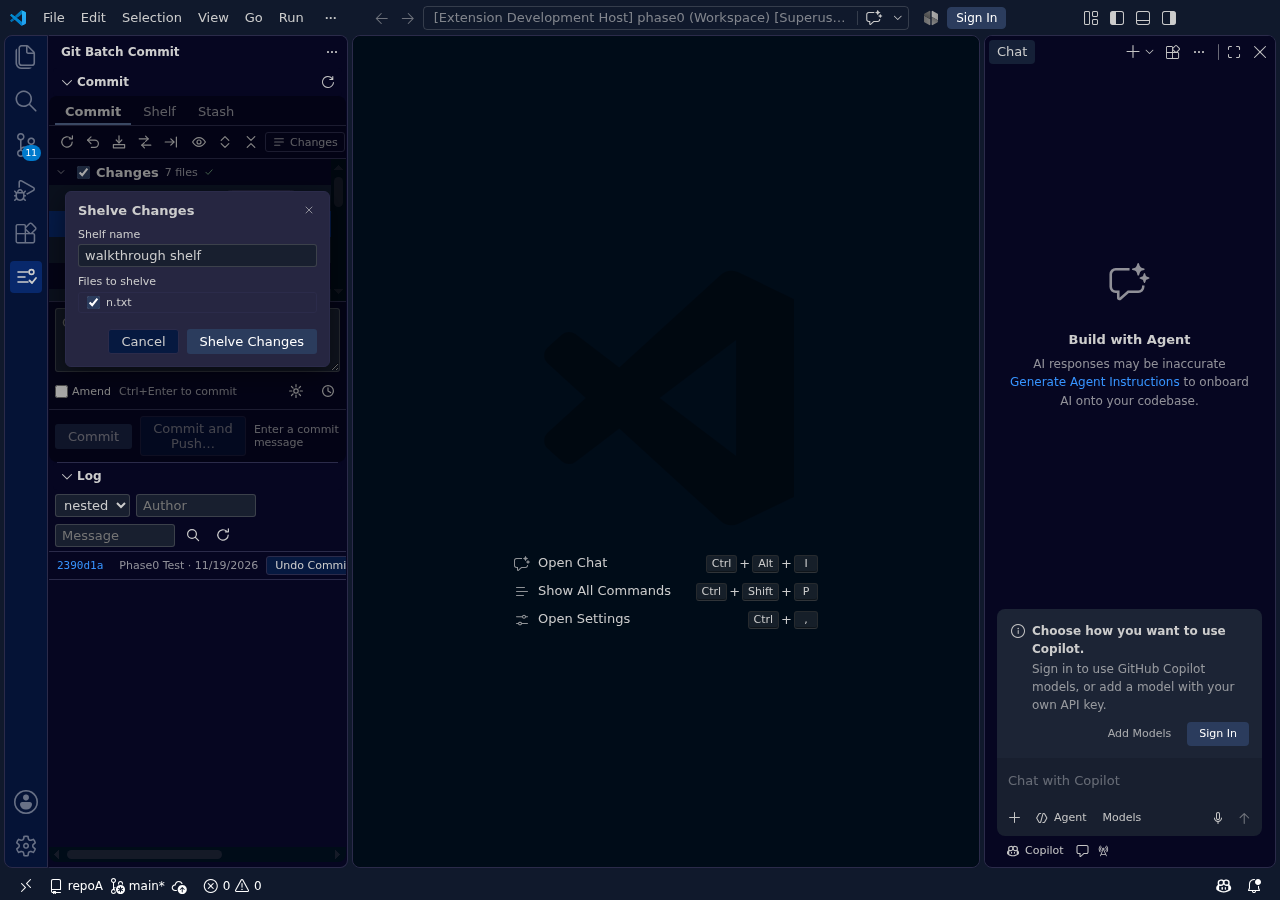 File Edit Selection View Go Run ···
[Extension Development Host] phase0 (Workspace) [Superus...
Sign In
Git Batch Commit
Commit
Commit Shelf Stash
Changes
Changes 7 files
Shelve Changes
Shelf name
walkthrough shelf
Files to shelve
n.txt
Cancel Shelve Changes
Amend Ctrl+Enter to commit
Commit
Commit and
Push...
Enter a commit
message
Log
nested Author
Message
2390d1a Phase0 Test · 11/19/2026 Undo Commi
11
Open Chat Ctrl + Alt + I
Show All Commands Ctrl + Shift + P
Open Settings Ctrl + ,
Chat
Build with Agent
AI responses may be inaccurate
Generate Agent Instructions to onboard
AI onto your codebase.
Choose how you want to use
Copilot.
Sign in to use GitHub Copilot
models, or add a model with your
own API key.
Add Models Sign In
Chat with Copilot
Agent Models
Copilot
repoA main* 0 0